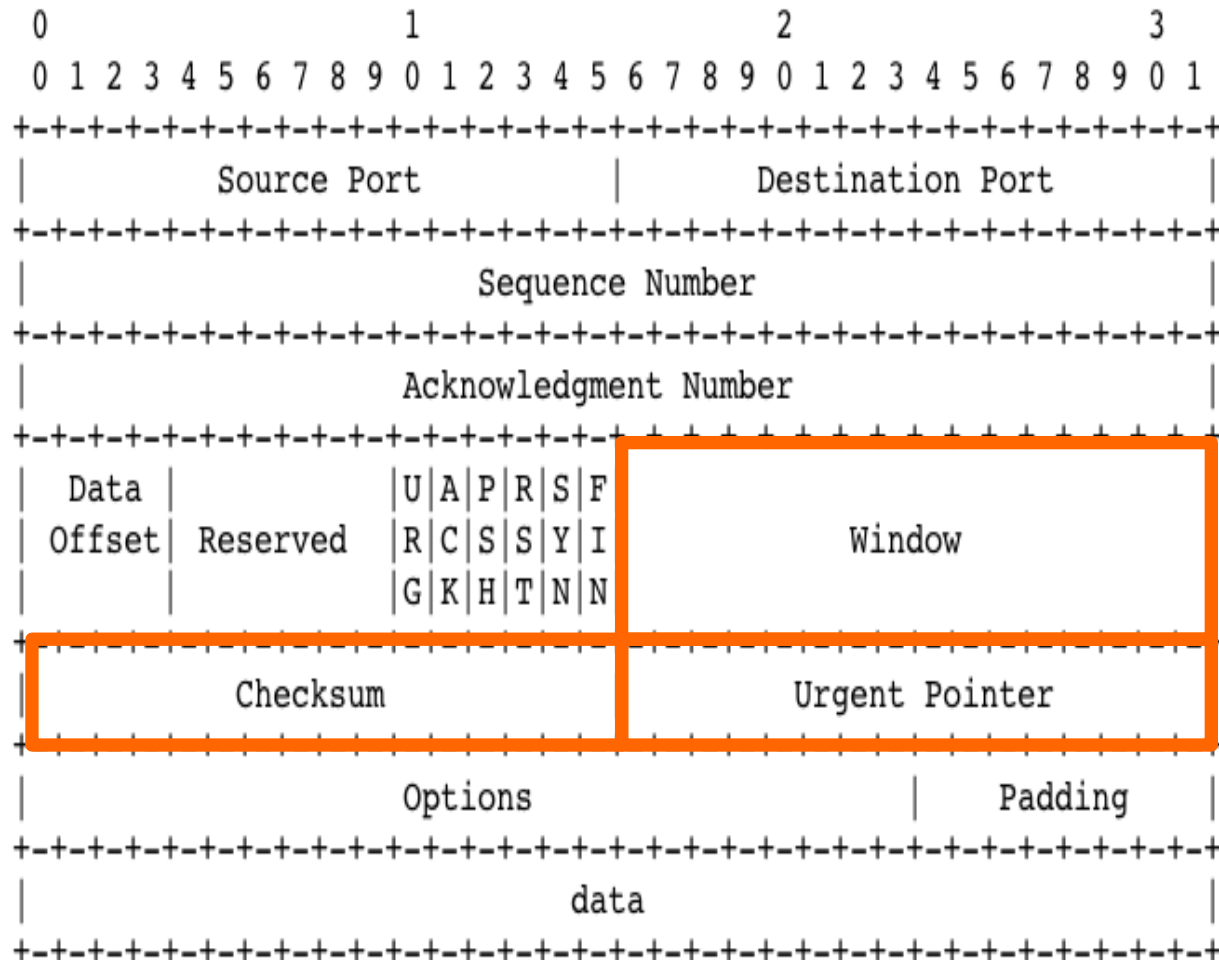 0                   1                   2                   3
0 1 2 3 4 5 6 7 8 9 0 1 2 3 4 5 6 7 8 9 0 1 2 3 4 5 6 7 8 9 0 1
+-+-+-+-+-+-+-+-+-+-+-+-+-+-+-+-+-+-+-+-+-+-+-+-+-+-+-+-+-+-+-+-+
|          Source Port          |       Destination Port        |
+-+-+-+-+-+-+-+-+-+-+-+-+-+-+-+-+-+-+-+-+-+-+-+-+-+-+-+-+-+-+-+-+
|                        Sequence Number                        |
+-+-+-+-+-+-+-+-+-+-+-+-+-+-+-+-+-+-+-+-+-+-+-+-+-+-+-+-+-+-+-+-+
|                    Acknowledgment Number                      |
+-+-+-+-+-+-+-+-+-+-+-+-+-+-+-+-+-+-+-+-+-+-+-+-+-+-+-+-+-+-+-+-+
|  Data |           |U|A|P|R|S|F|
| Offset| Reserved  |R|C|S|S|Y|I|            Window
|       |           |G|K|H|T|N|N|
|           Checksum                     Urgent Pointer
|                    Options                    |    Padding    |
+-+-+-+-+-+-+-+-+-+-+-+-+-+-+-+-+-+-+-+-+-+-+-+-+-+-+-+-+-+-+-+-+
|                             data                              |
+-+-+-+-+-+-+-+-+-+-+-+-+-+-+-+-+-+-+-+-+-+-+-+-+-+-+-+-+-+-+-+-+